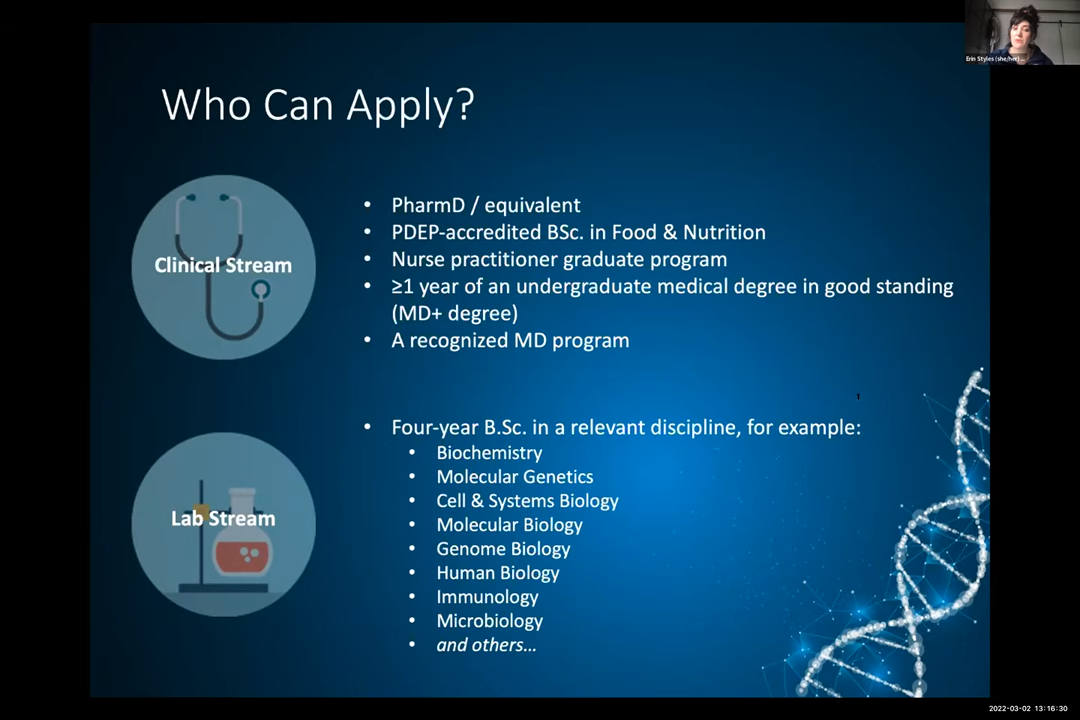 Erin Styles (she/her)...
Who Can Apply?
Clinical Stream
• PharmD / equivalent
• PDEP-accredited BSc. in Food & Nutrition
• Nurse practitioner graduate program
• ≥1 year of an undergraduate medical degree in good standing
(MD+ degree)
• A recognized MD program
Lab Stream
• Four-year B.Sc. in a relevant discipline, for example:
• Biochemistry
• Molecular Genetics
• Cell & Systems Biology
• Molecular Biology
• Genome Biology
• Human Biology
• Immunology
• Microbiology
• and others...
2022-03-02 13:16:30